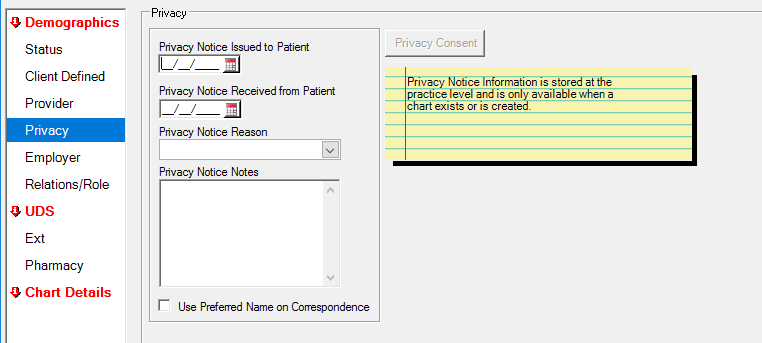 Demographics
Status
Client Defined
Provider
Privacy
Employer
Relations/Role
UDS
Ext
Pharmacy
Chart Details
Privacy
Privacy Notice Issued to Patient
__/__/____
Privacy Notice Received from Patient
__/__/____
Privacy Notice Reason
Privacy Notice Notes
Use Preferred Name on Correspondence
Privacy Consent
Privacy Notice Information is stored at the
practice level and is only available when a
chart exists or is created.